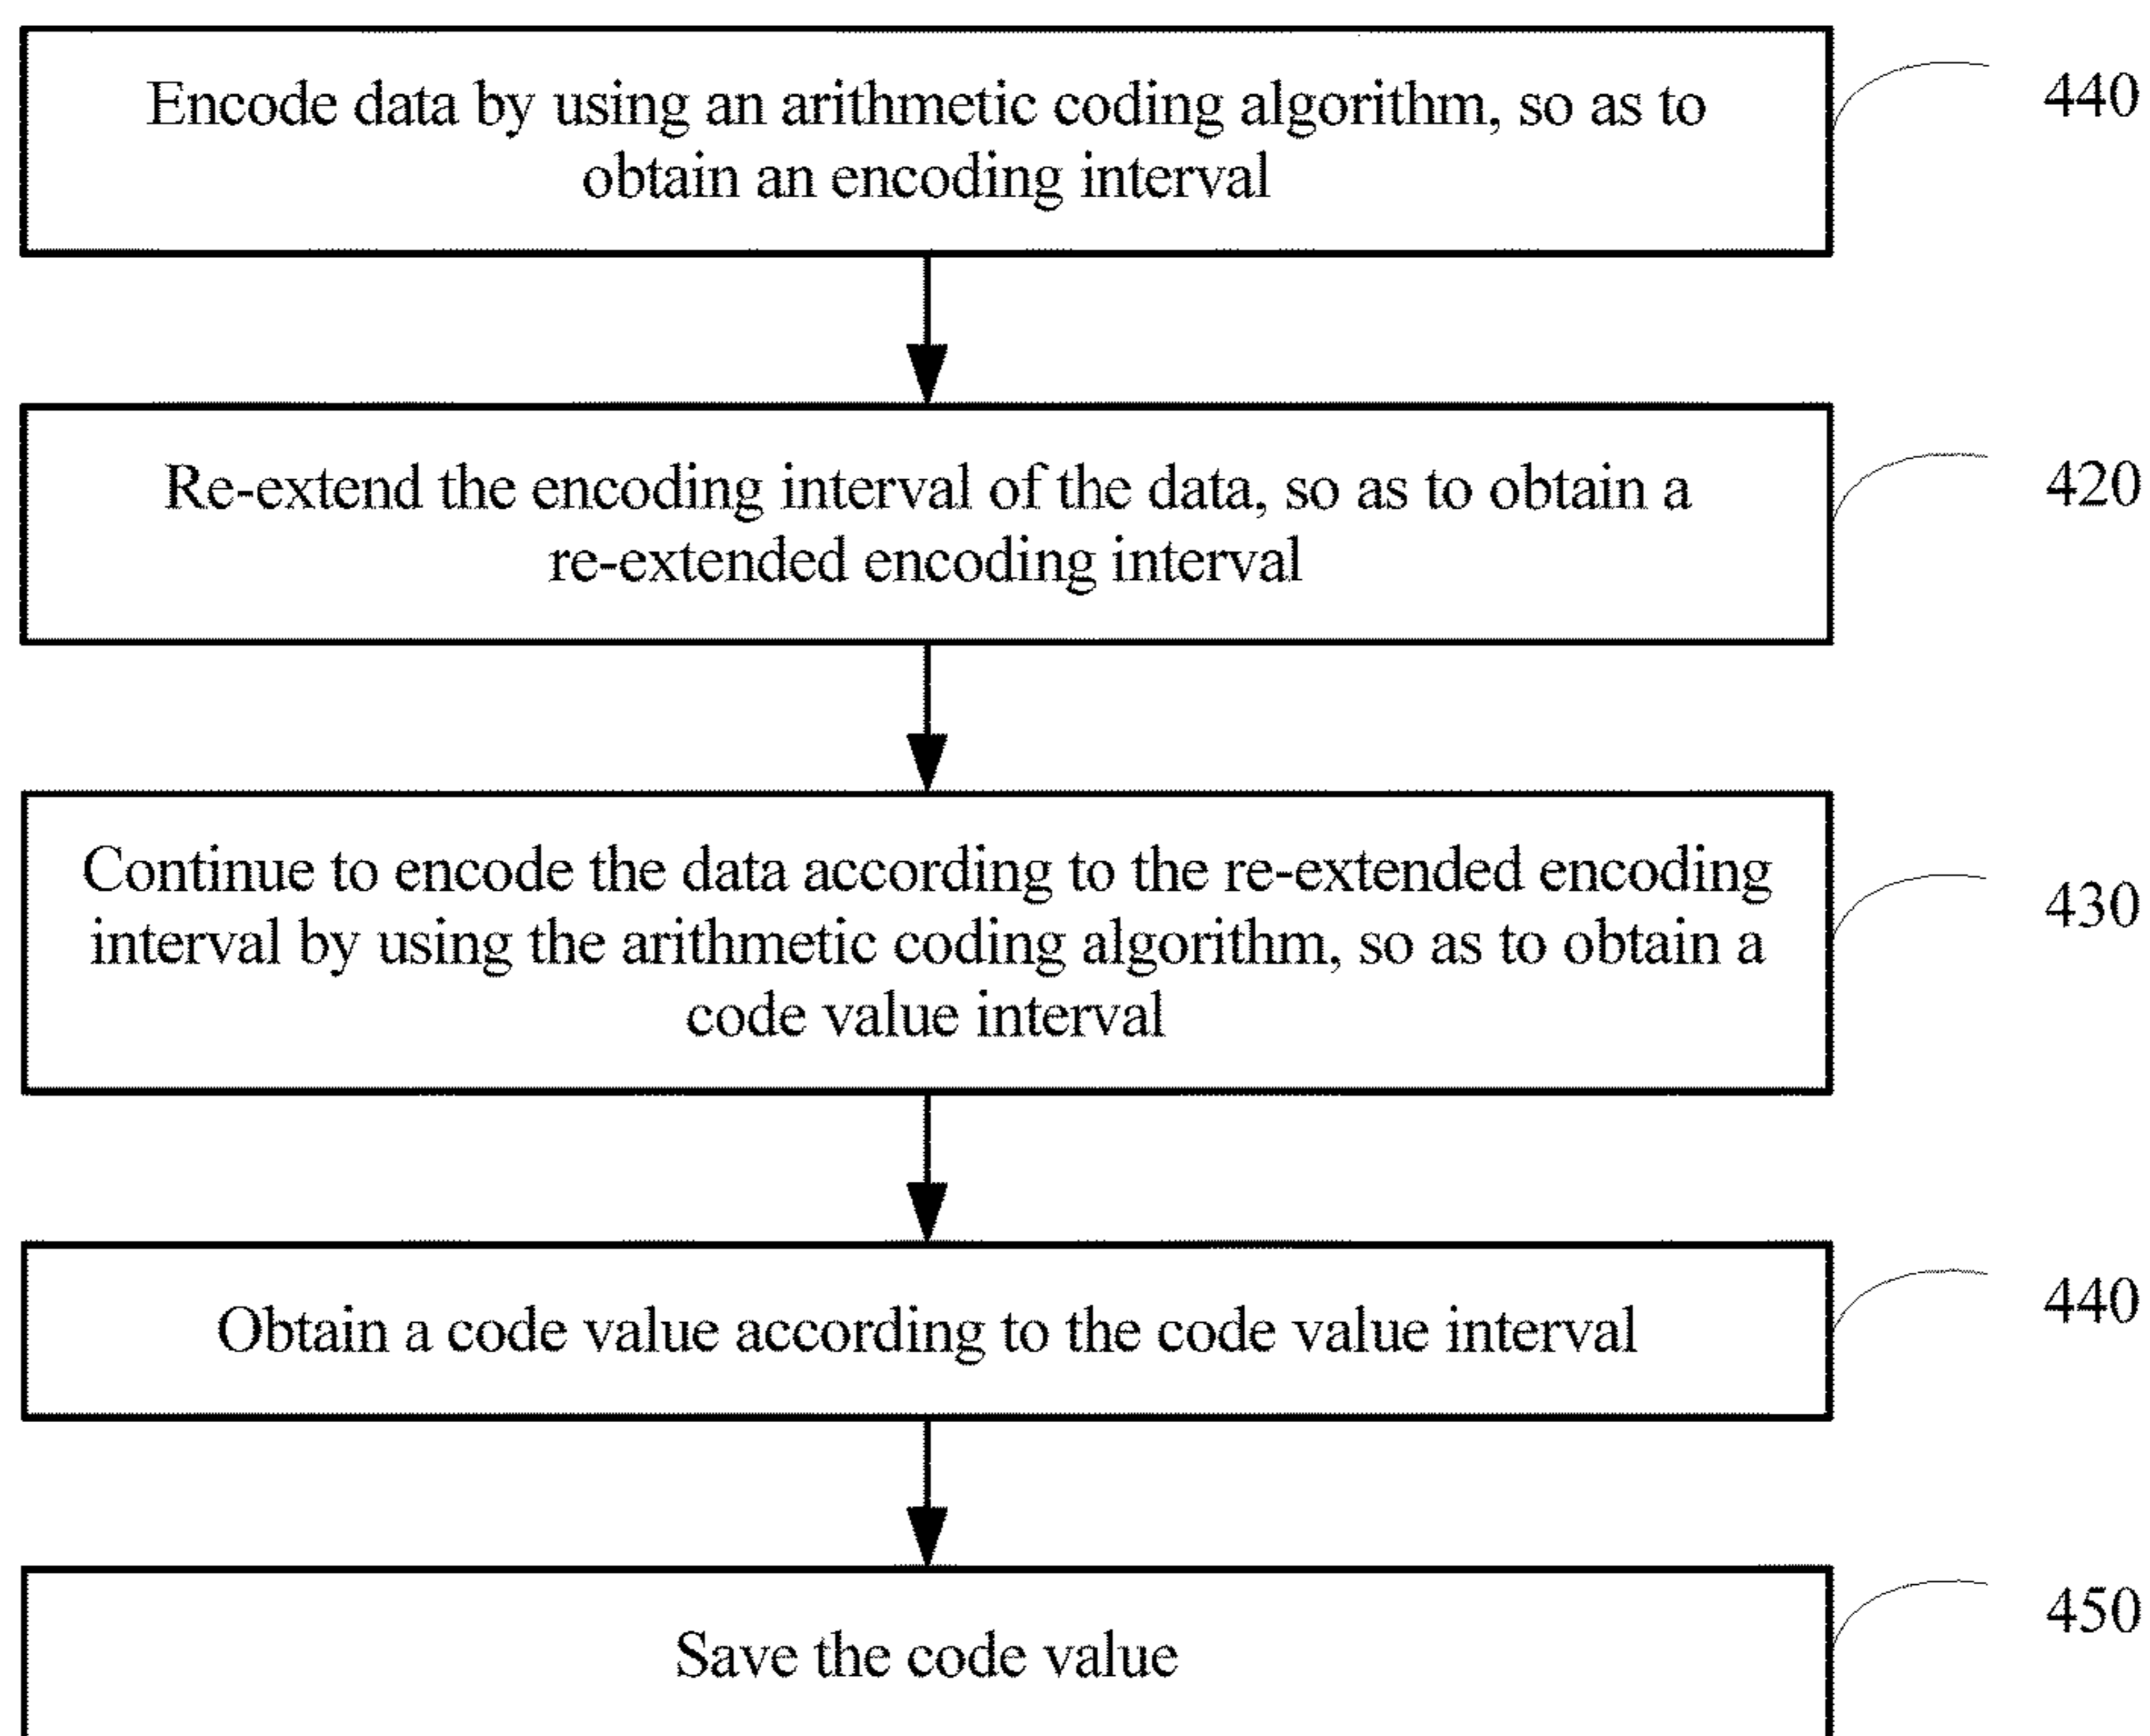 Encode data by using an arithmetic coding algorithm, so as to
obtain an encoding interval
440
Re-extend the encoding interval of the data, so as to obtain a
re-extended encoding interval
420
Continue to encode the data according to the re-extended encoding
interval by using the arithmetic coding algorithm, so as to obtain a
code value interval
430
Obtain a code value according to the code value interval
440
Save the code value
450